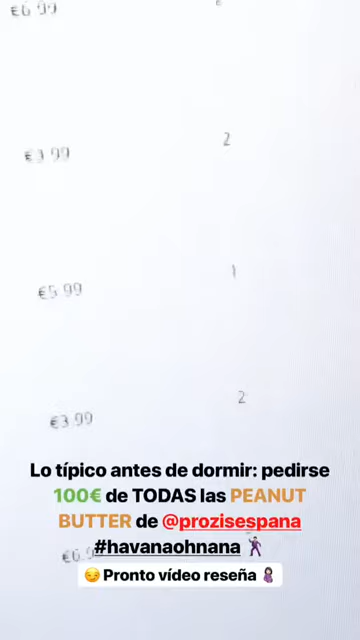 €6.99
€3.99 2
€5.99 1
€3.99 2
Lo típico antes de dormir: pedirse
100€ de TODAS las PEANUT
BUTTER de @prozisespana
#havanaohnana🕺🏻
😏 Pronto vídeo reseña 🤰🏻